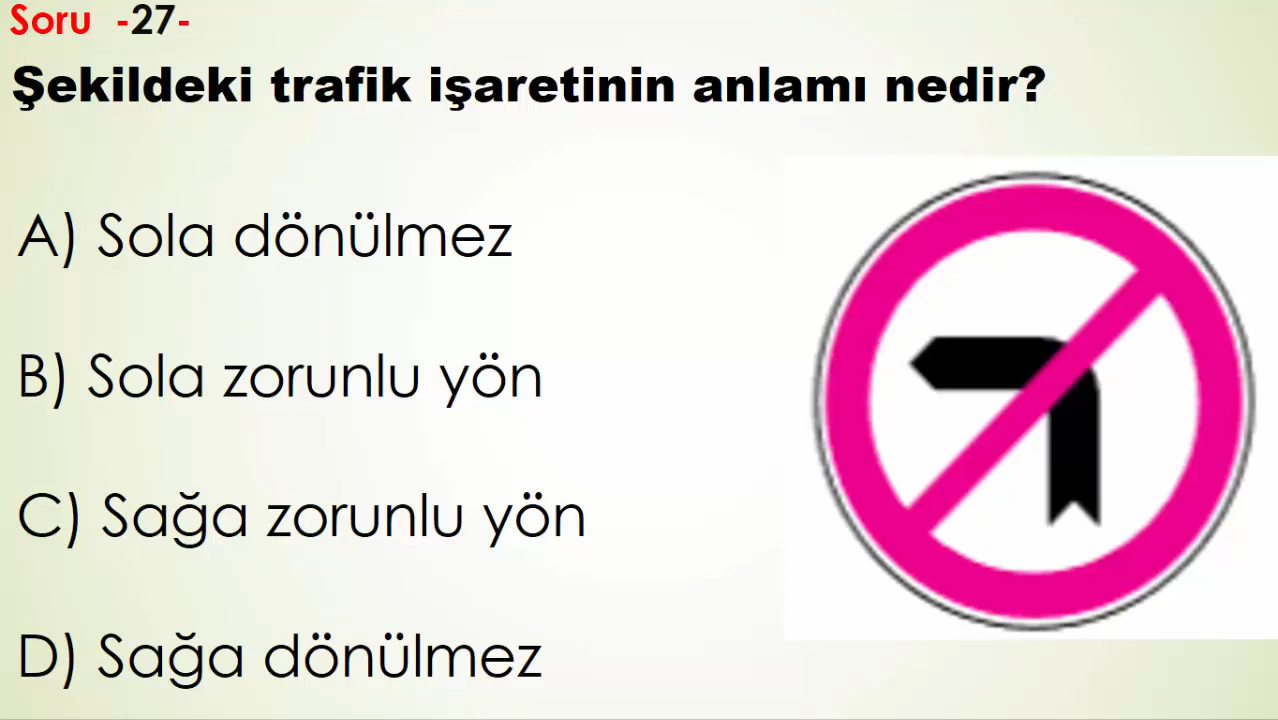 Soru -27-
Şekildeki trafik işaretinin anlamı nedir?
A) Sola dönülmez
B) Sola zorunlu yön
C) Sağa zorunlu yön
D) Sağa dönülmez